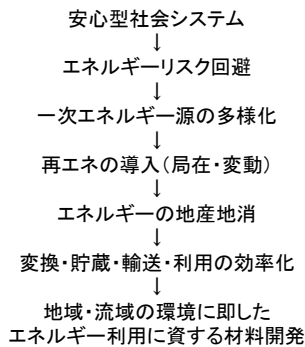 安心型社会システム
↓
エネルギーリスク回避
↓
一次エネルギー源の多様化
↓
再エネの導入（局在・変動）
↓
エネルギーの地産地消
↓
変換・貯蔵・輸送・利用の効率化
↓
地域・流域の環境に即した
エネルギー利用に資する材料開発